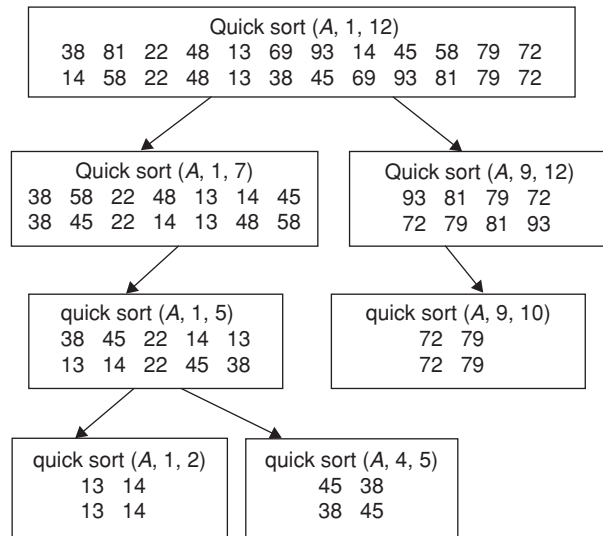 Quick sort (A, 1, 12)
38 81 22 48 13 69 93 14 45 58 79 72
14 58 22 48 13 38 45 69 93 81 79 72
Quick sort (A, 1, 7)
38 58 22 48 13 14 45
38 45 22 14 13 48 58
Quick sort (A, 9, 12)
93 81 79 72
72 79 81 93
quick sort (A, 1, 5)
38 45 22 14 13
13 14 22 45 38
quick sort (A, 9, 10)
72 79
72 79
quick sort (A, 1, 2)
13 14
13 14
quick sort (A, 4, 5)
45 38
38 45